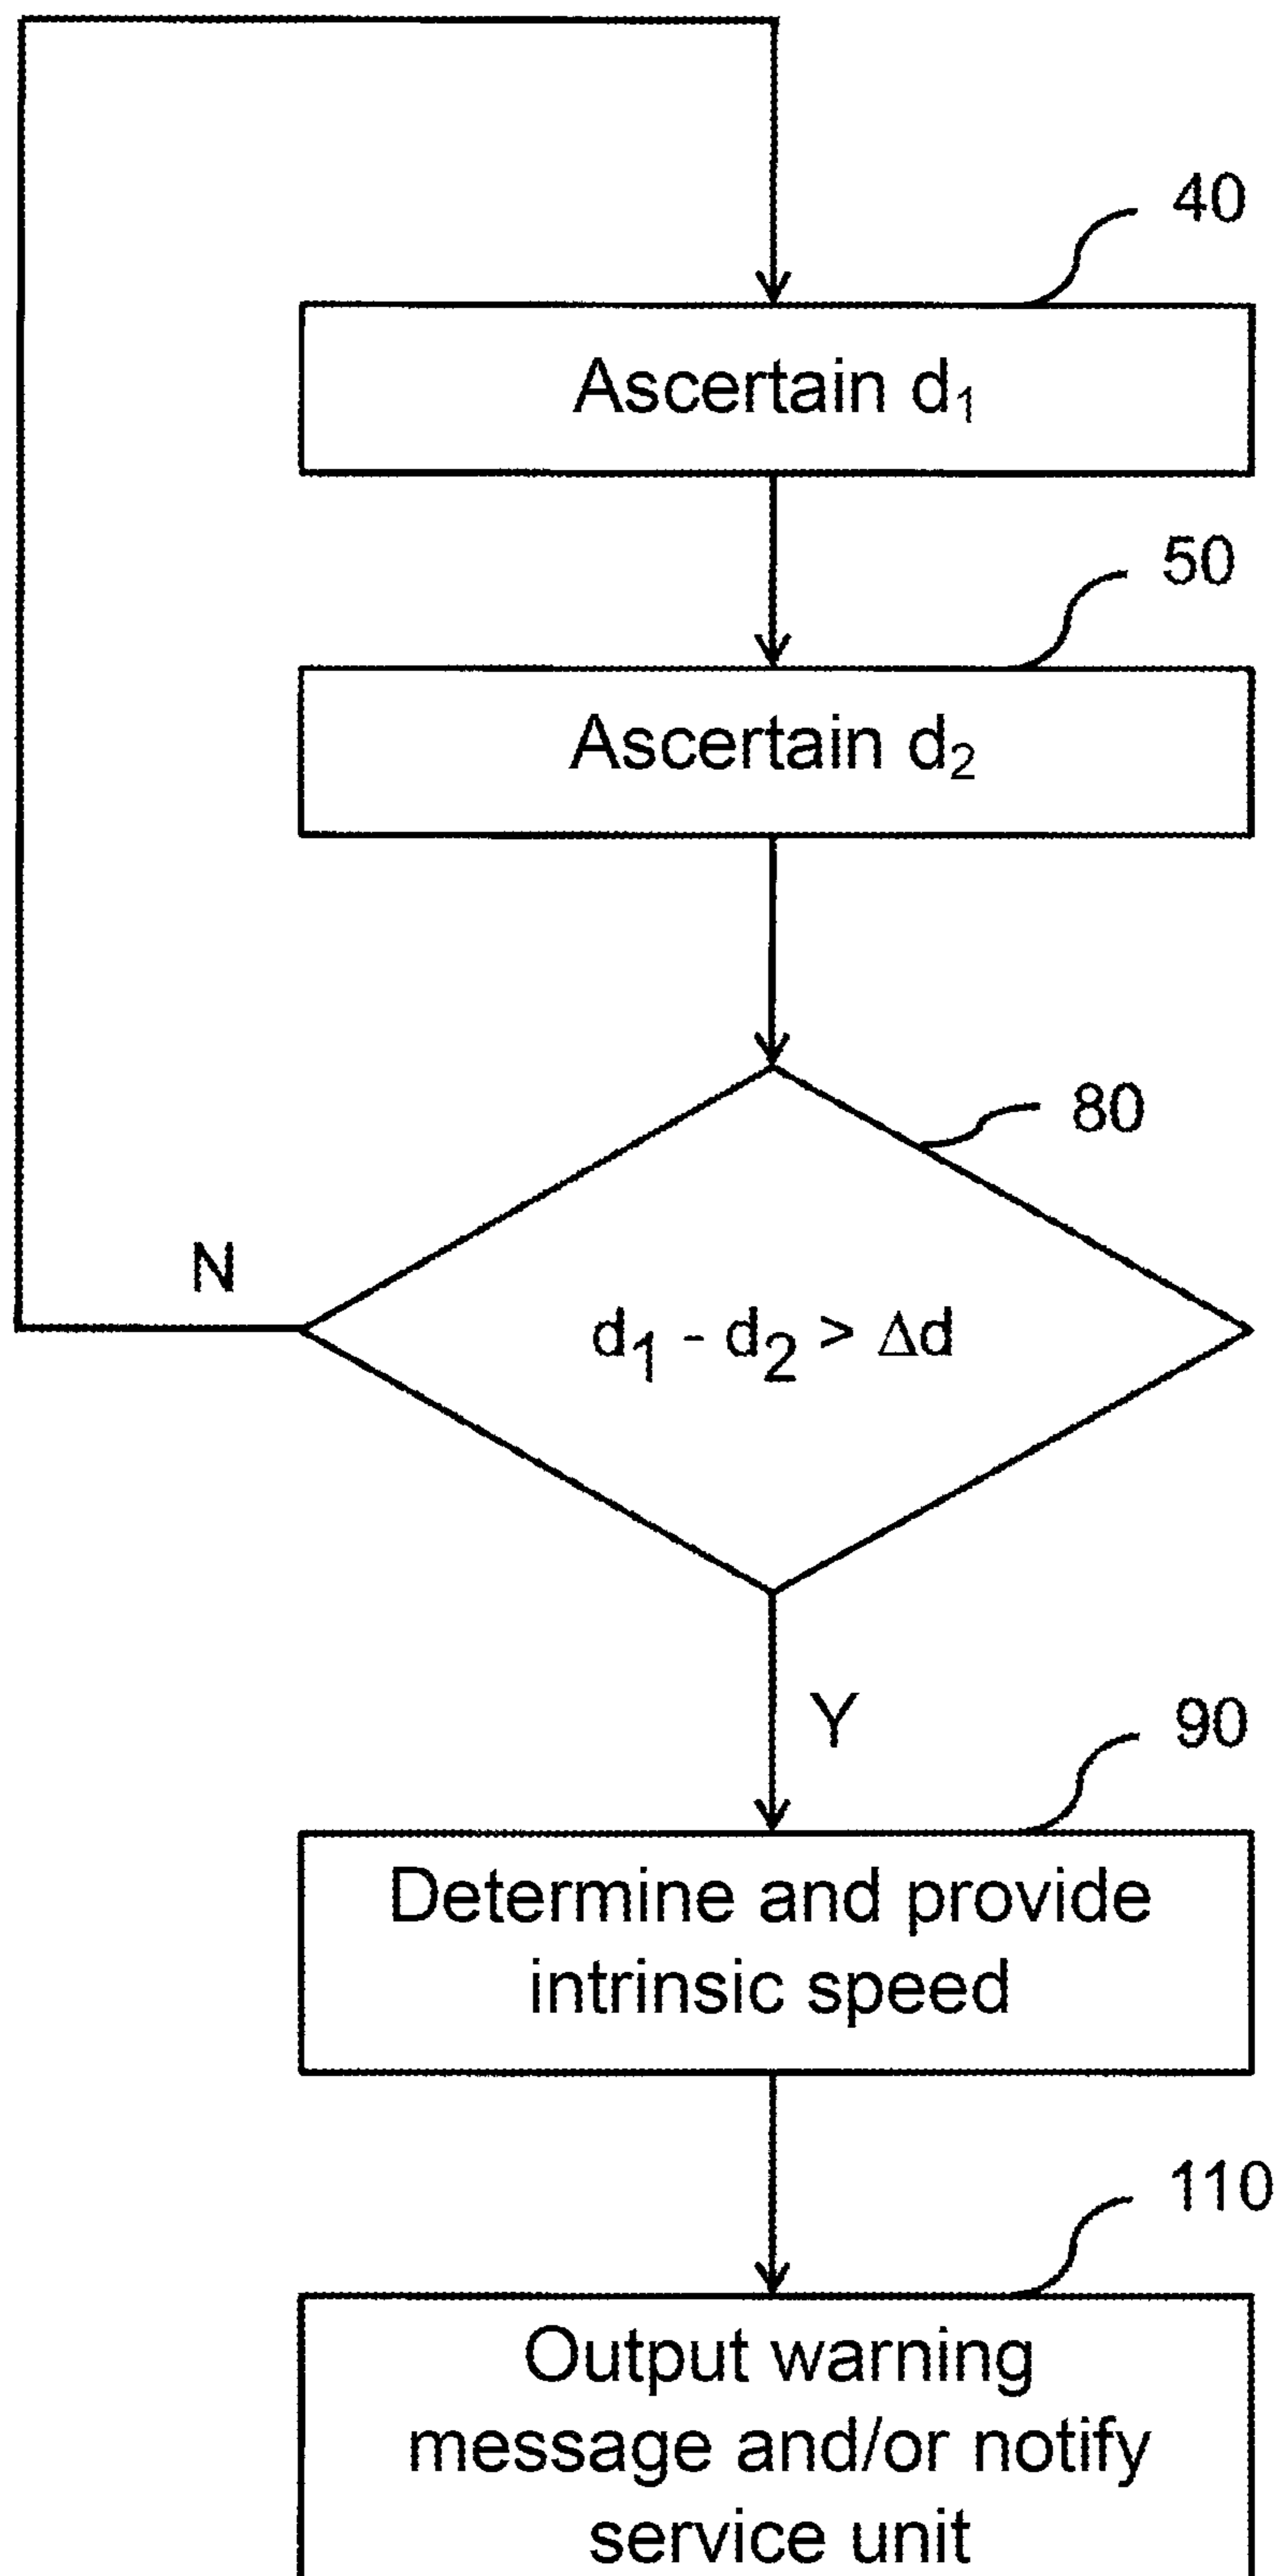 40
Ascertain d₁
50
Ascertain d₂
80
N
d₁ - d₂ > Δd
Y
90
Determine and provide
intrinsic speed
110
Output warning
message and/or notify
service unit